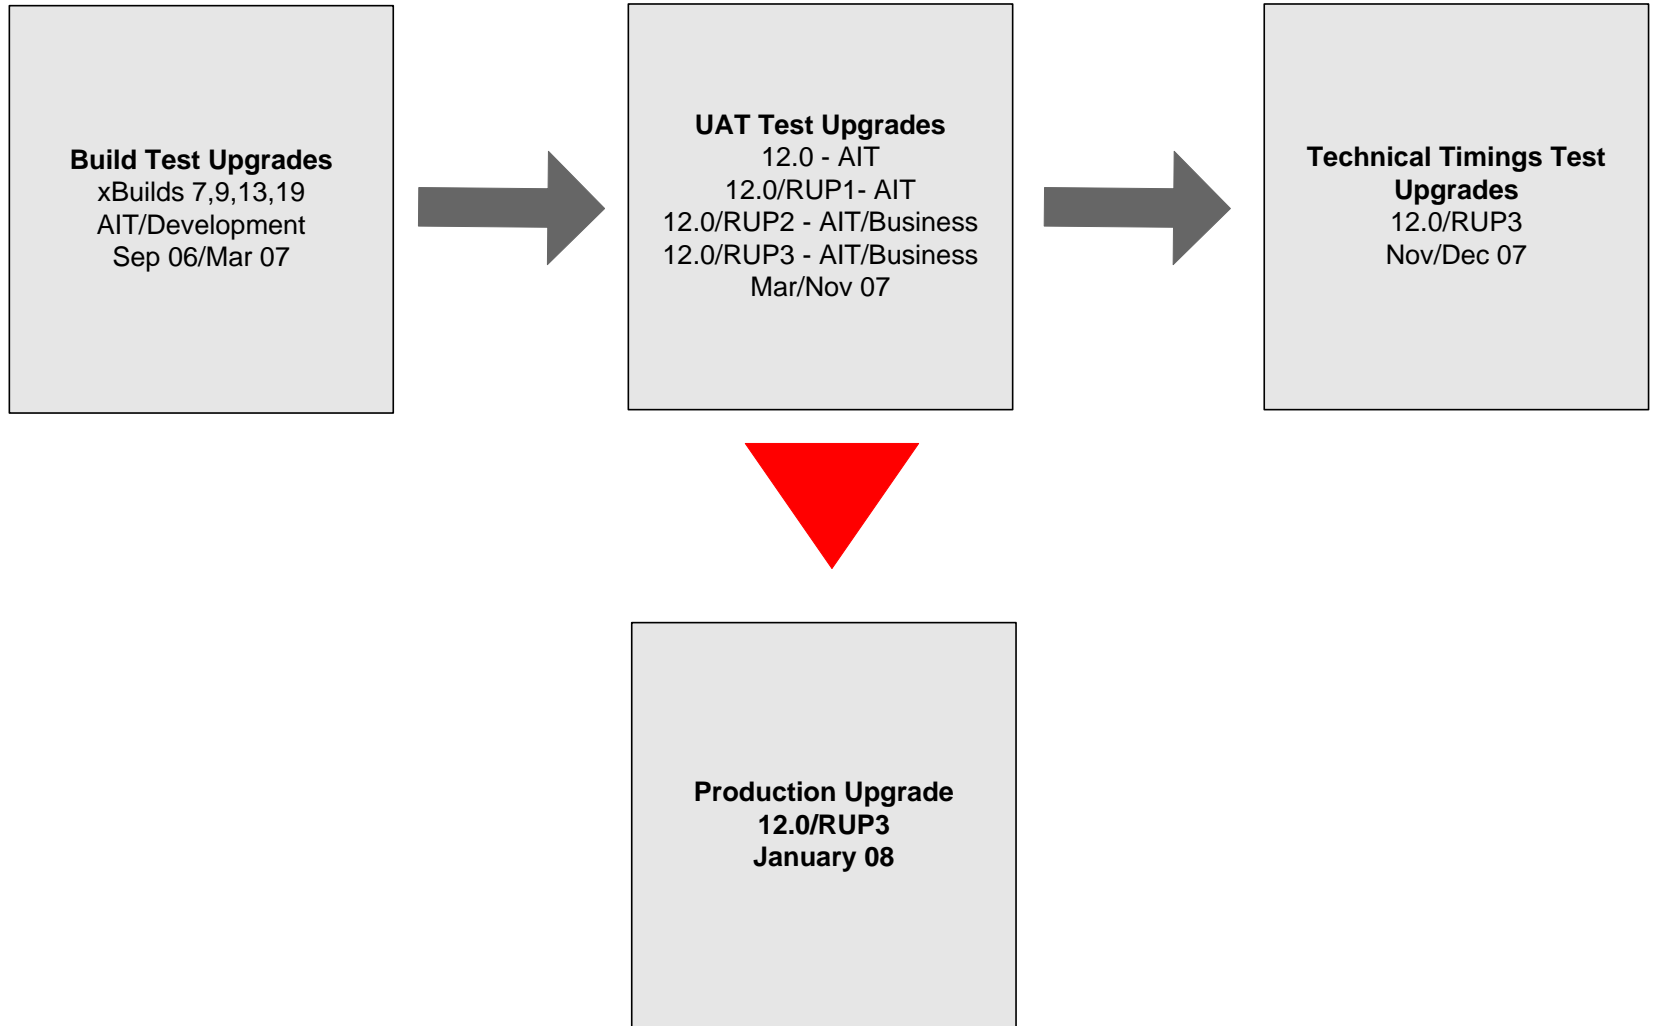 Build Test Upgrades
xBuilds 7,9,13,19
AIT/Development
Sep 06/Mar 07
UAT Test Upgrades
12.0 - AIT
12.0/RUP1- AIT
12.0/RUP2 - AIT/Business
12.0/RUP3 - AIT/Business
Mar/Nov 07
Technical Timings Test
Upgrades
12.0/RUP3
Nov/Dec 07
Production Upgrade
12.0/RUP3
January 08